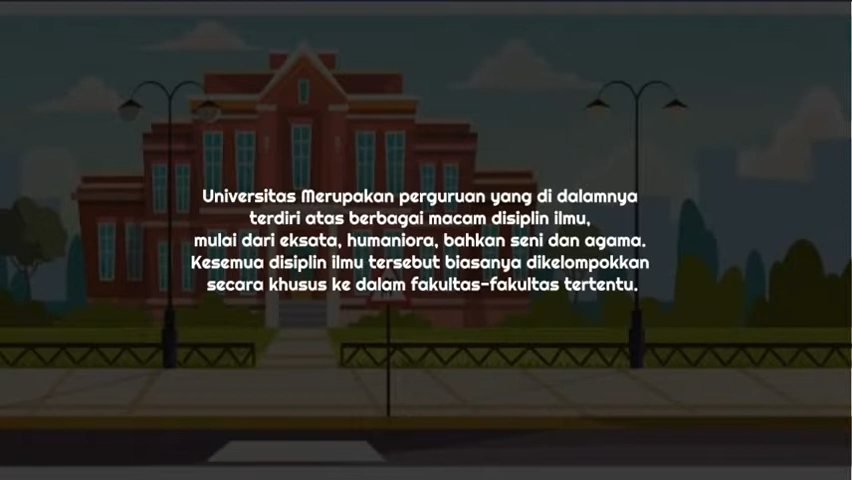 Universitas Merupakan perguruan yang di dalamnya
terdiri atas berbagai macam disiplin ilmu,
mulai dari eksata, humaniora, bahkan seni dan agama.
Kesemua disiplin ilmu tersebut biasanya dikelompokkan
secara khusus ke dalam fakultas-fakultas tertentu.